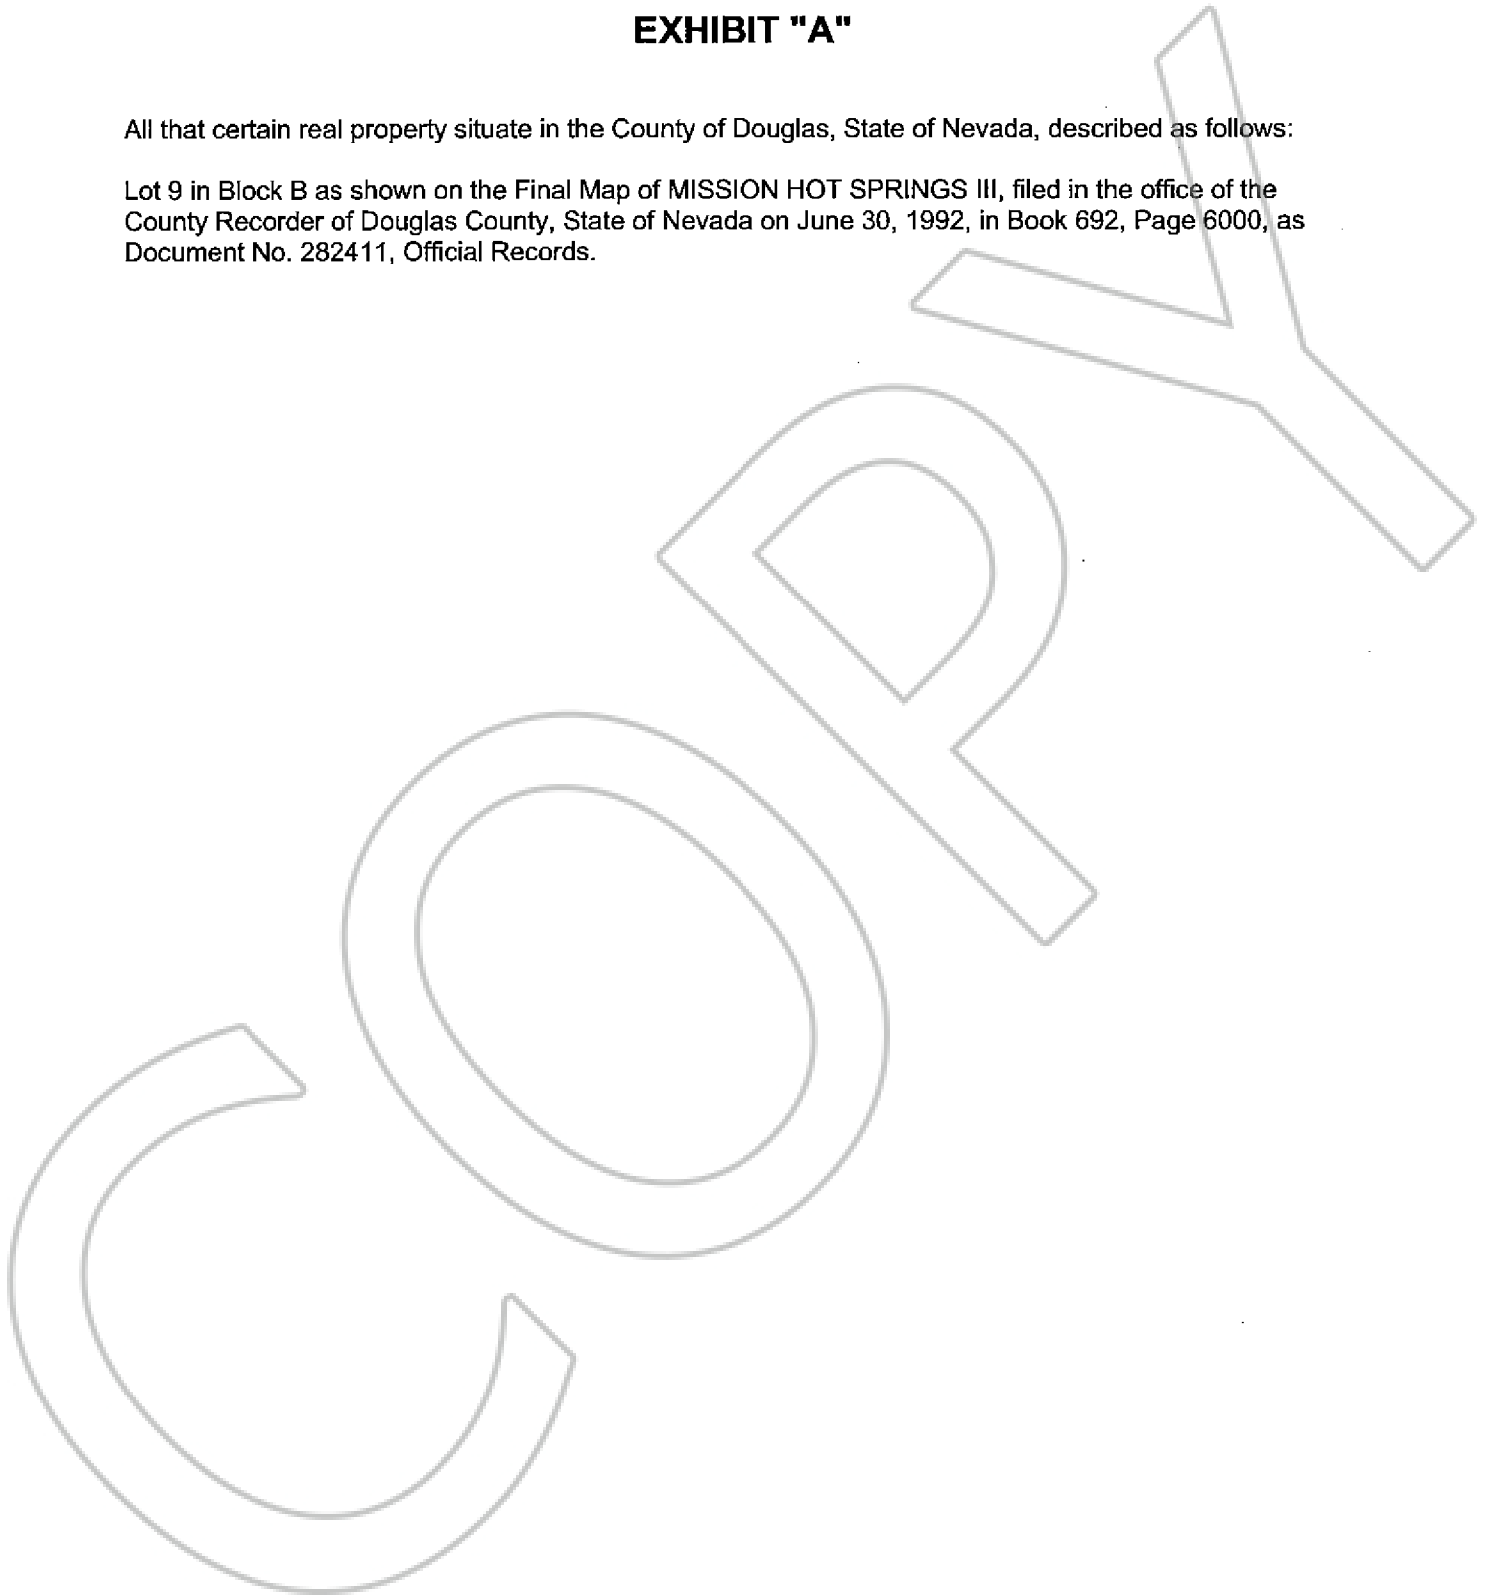 EXHIBIT "A"
All that certain real property situate in the County of Douglas, State of Nevada, described as follows:
Lot 9 in Block B as shown on the Final Map of MISSION HOT SPRINGS III, filed in the office of the
County Recorder of Douglas County, State of Nevada on June 30, 1992, in Book 692, Page 6000, as
Document No. 282411, Official Records.
COPY